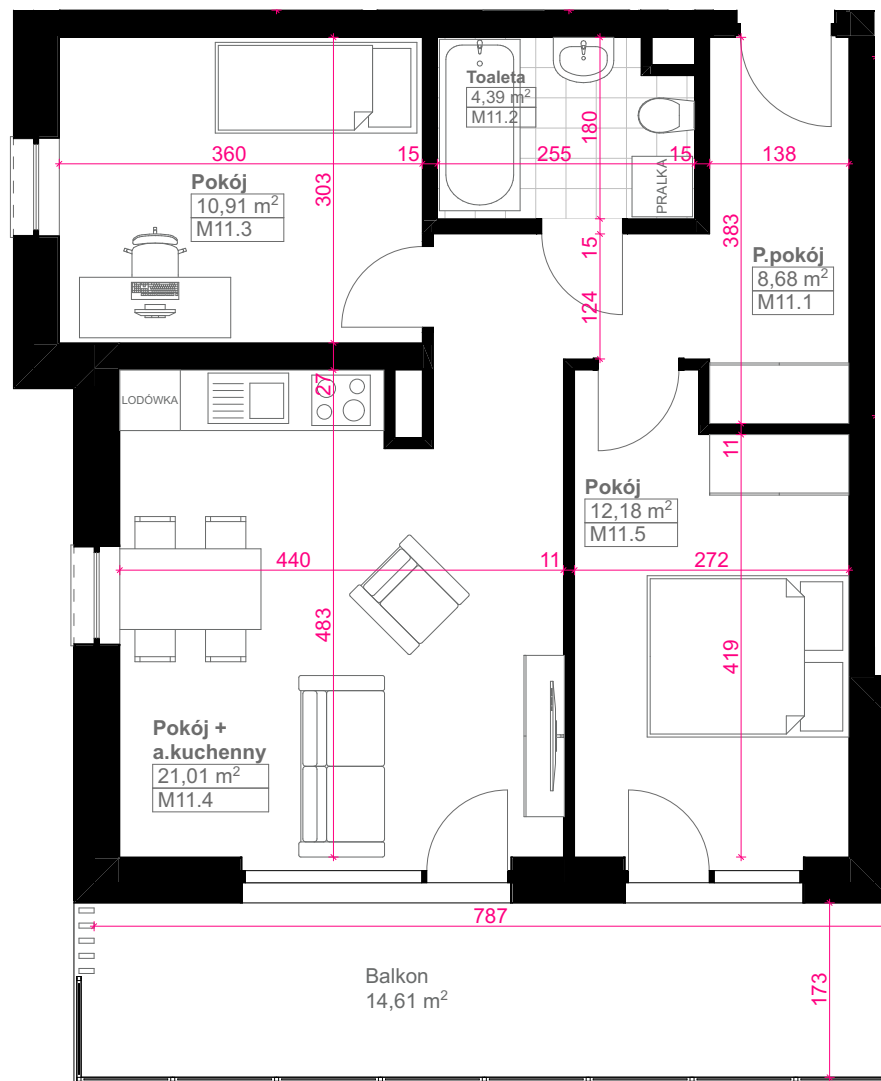 Toaleta
4,39 m²
M11.2
180
360
15
255
15
138
Pokój
10,91 m²
M11.3
303
PRALKA
383
15
P.pokój
8,68 m²
M11.1
124
27
LODÓWKA
11
Pokój
12,18 m²
M11.5
440
11
272
483
419
Pokój +
a.kuchenny
21,01 m²
M11.4
787
Balkon
14,61 m²
173